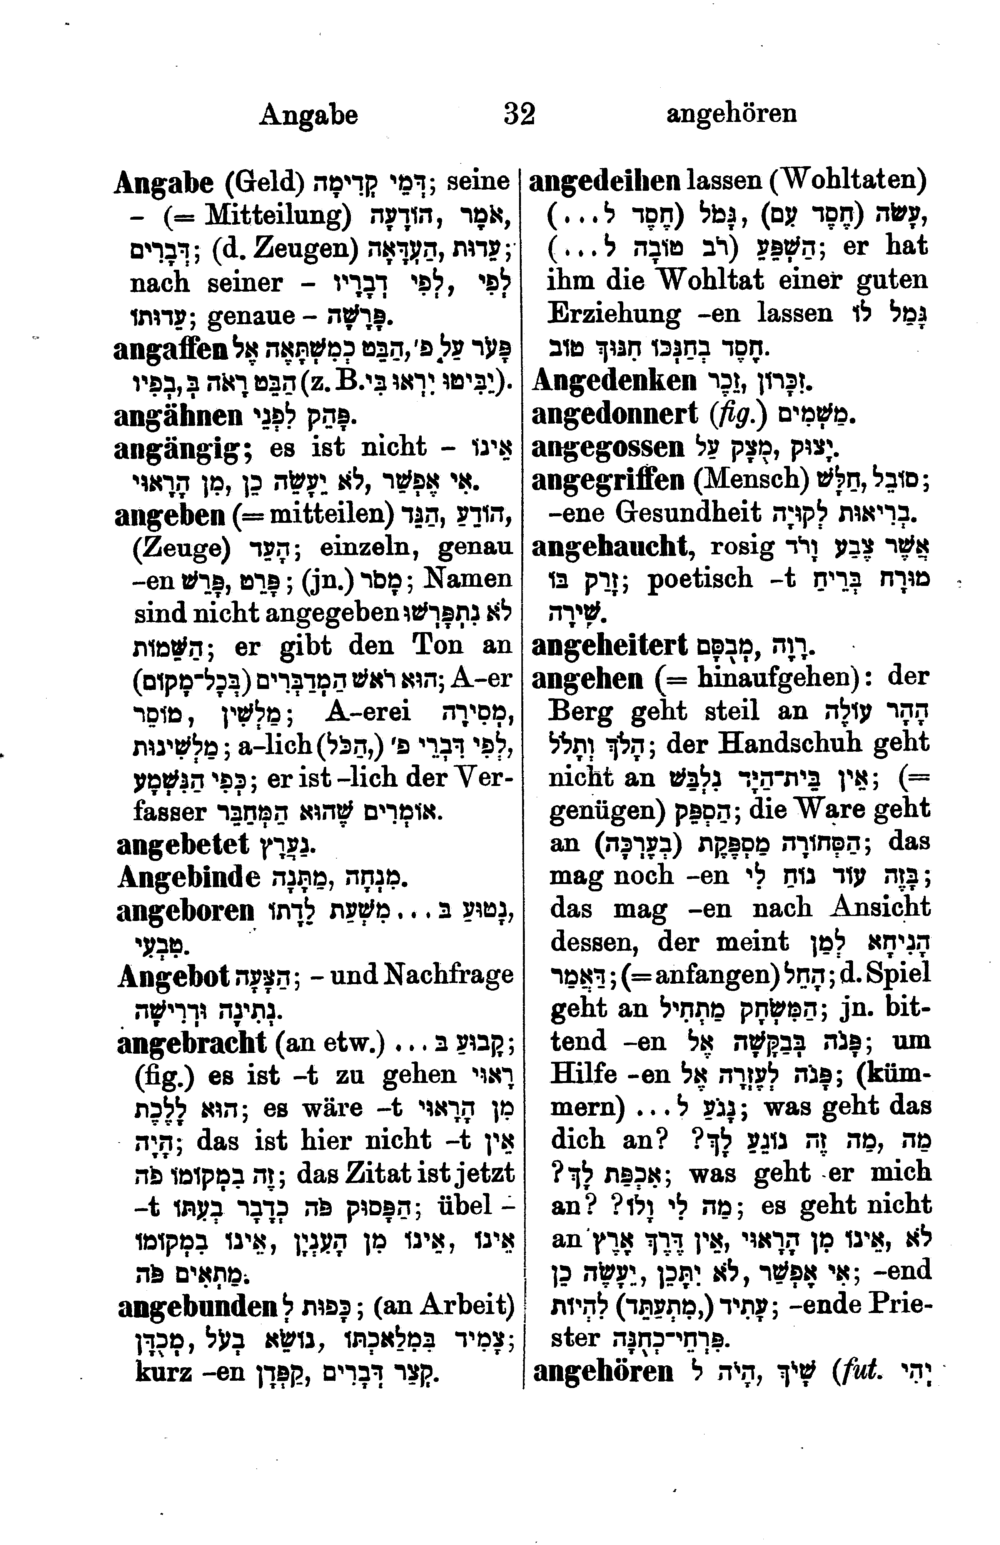 Angabe 32 angehören
Angabe (Geld) דְּמֵי קְדִימָה; seine
– (= Mitteilung) הוֹדָעָה, אֹמֶר,
דְּבָרִים; (d. Zeugen) עֵדוּת, הַעְדָּאָה;
nach seiner – לְפִי דְבָרָיו, לְפִי
עֵדוּתוֹ; genaue – פָּרָשָׁה.
angaffen פָּעֹר עַל פ', הַבֵּט כְּמִשְׁתָּאֶה אֶל
(z. B. יַבִּיטוּ יִרְאוּ בִי) הַבֵּט רָאֹה בְּ, בְּפִיו.
angähnen פַּהֵק לִפְנֵי.
angängig; es ist nicht – אֵינוֹ
מִן הָרָאוּי, לֹא יֵעָשֶׂה כֵן, אִי אֶפְשָׁר.
angeben (= mitteilen) הוֹדַע, הַגֵּד,
(Zeuge) הָעֵד; einzeln, genau
–en פָּרֵט, פָּרֵשׁ; (jn.) מָסֹר; Namen
sind nicht angegeben לֹא נִתְפָּרְשׁוּ
הַשֵּׁמוֹת; er gibt den Ton an
הוּא רֹאשׁ הַמְדַבְּרִים (בְּכָל־מָקוֹם); A–er
מַלְשִׁין, מוֹסֵר; A–erei מְסִירָה,
מַלְשִׁינוּת; a–lich לְפִי דִּבְרֵי פ' (הַכֹּל),
כְּפִי הַנִּשְׁמָע; er ist –lich der Ver-
fasser אוֹמְרִים שֶׁהוּא הַמְחַבֵּר.
angebetet נַעֲרָץ.
Angebinde מִנְחָה, מַתָּנָה.
angeboren נָטוּעַ בּ... מִשְּׁעַת לֵדָתוֹ,
טִבְעִי.
Angebot הַצָּעָה; – und Nachfrage
נְתִינָה וּדְרִישָׁה.
angebracht (an etw.) קָבוּעַ בּ...;
(fig.) es ist –t zu gehen רָאוּי
הוּא לָלֶכֶת; es wäre –t מִן הָרָאוּי
הָיָה; das ist hier nicht –t אֵין
זֶה בִמְקוֹמוֹ פֹּה; das Zitat ist jetzt
–t הַפָּסוּק פֹּה כְּדָבָר בְּעִתּוֹ; übel –
אֵינוֹ מִן הָעִנְיָן, אֵינוֹ בִמְקוֹמוֹ, אֵינוֹ
מַתְאִים פֹּה.
angebunden כָּפוּת לְ; (an Arbeit)
צָמִיד בִּמְלַאכְתּוֹ, נוֹשֵׂא בְעֹל, מְכֻדָּן;
kurz –en קְצַר דְּבָרִים, קַפְּדָן.
angedeihen lassen (Wohltaten)
עָשֹׂה (חֶסֶד עִם), גְּמֹל (חֶסֶד לְ...),
הַשְׁפֵּעַ (רֹב טוֹבָה לְ...); er hat
ihm die Wohltat einer guten
Erziehung –en lassen גָּמַל לוֹ
חֶסֶד בְּחַנְּכוֹ חִנּוּךְ טוֹב.
Angedenken זִכָּרוֹן, זֵכֶר.
angedonnert (fig.) מַשְׁמִים.
angegossen יָצוּק, מֻצָק עַל.
angegriffen (Mensch) חַלָּשׁ, סוֹבֵל;
–ene Gesundheit בְּרִיאוּת לְקוּיָה.
angehaucht, rosig אֲשֶׁר צֶבַע וָרֹד
מוּרָח בְּרֵיחַ; poetisch –t זֻרַק בּוֹ
שִׁירָה.
angeheitert רָוֶה, מְבֻסָּם.
angehen (= hinaufgehen): der
Berg geht steil an הָהָר עוֹלֶה
הָלֹךְ וְתָלֹל; der Handschuh geht
nicht an אֵין בֵּית־הַיָּד נִלְבָּשׁ; (=
genügen) הַסְפֵּק; die Ware geht
an הַסְּחוֹרָה מַסְפֶּקֶת (בְּעֶרְכָּהּ); das
mag noch –en בָּזֶה עוֹד נוֹחַ לִי;
das mag –en nach Ansicht
dessen, der meint הָנִיחָא לְמַן
דַּאֲמַר; (= anfangen) הָחֵל; d. Spiel
geht an הַמִּשְׂחָק מַתְחִיל; jn. bit-
tend –en פָּנֹה בְּבַקָּשָׁה אֶל; um
Hilfe –en פָּנֹה לְעֶזְרָה אֶל; (küm-
mern) נָגֹעַ לְ...; was geht das
dich an? מַה, מַה זֶּה נוֹגֵעַ לָךְ?
אִכְפַּת לָךְ?; was geht er mich
an? מַה לִּי וָלוֹ?; es geht nicht
an לֹא, אֵינוֹ מִן הָרָאוּי, אֵין דֶּרֶךְ אֶרֶץ
אִי אֶפְשָׁר, לֹא יִתָּכֵן, יֵעָשֶׂה כֵן; –end
עָתִיד (מִתְעַתֵּד) לִהְיוֹת; –ende Prie-
ster פִּרְחֵי־כְהֻנָּה.
angehören שַׁיֵּךְ, הָיֹה לְ (fut. יְהִי